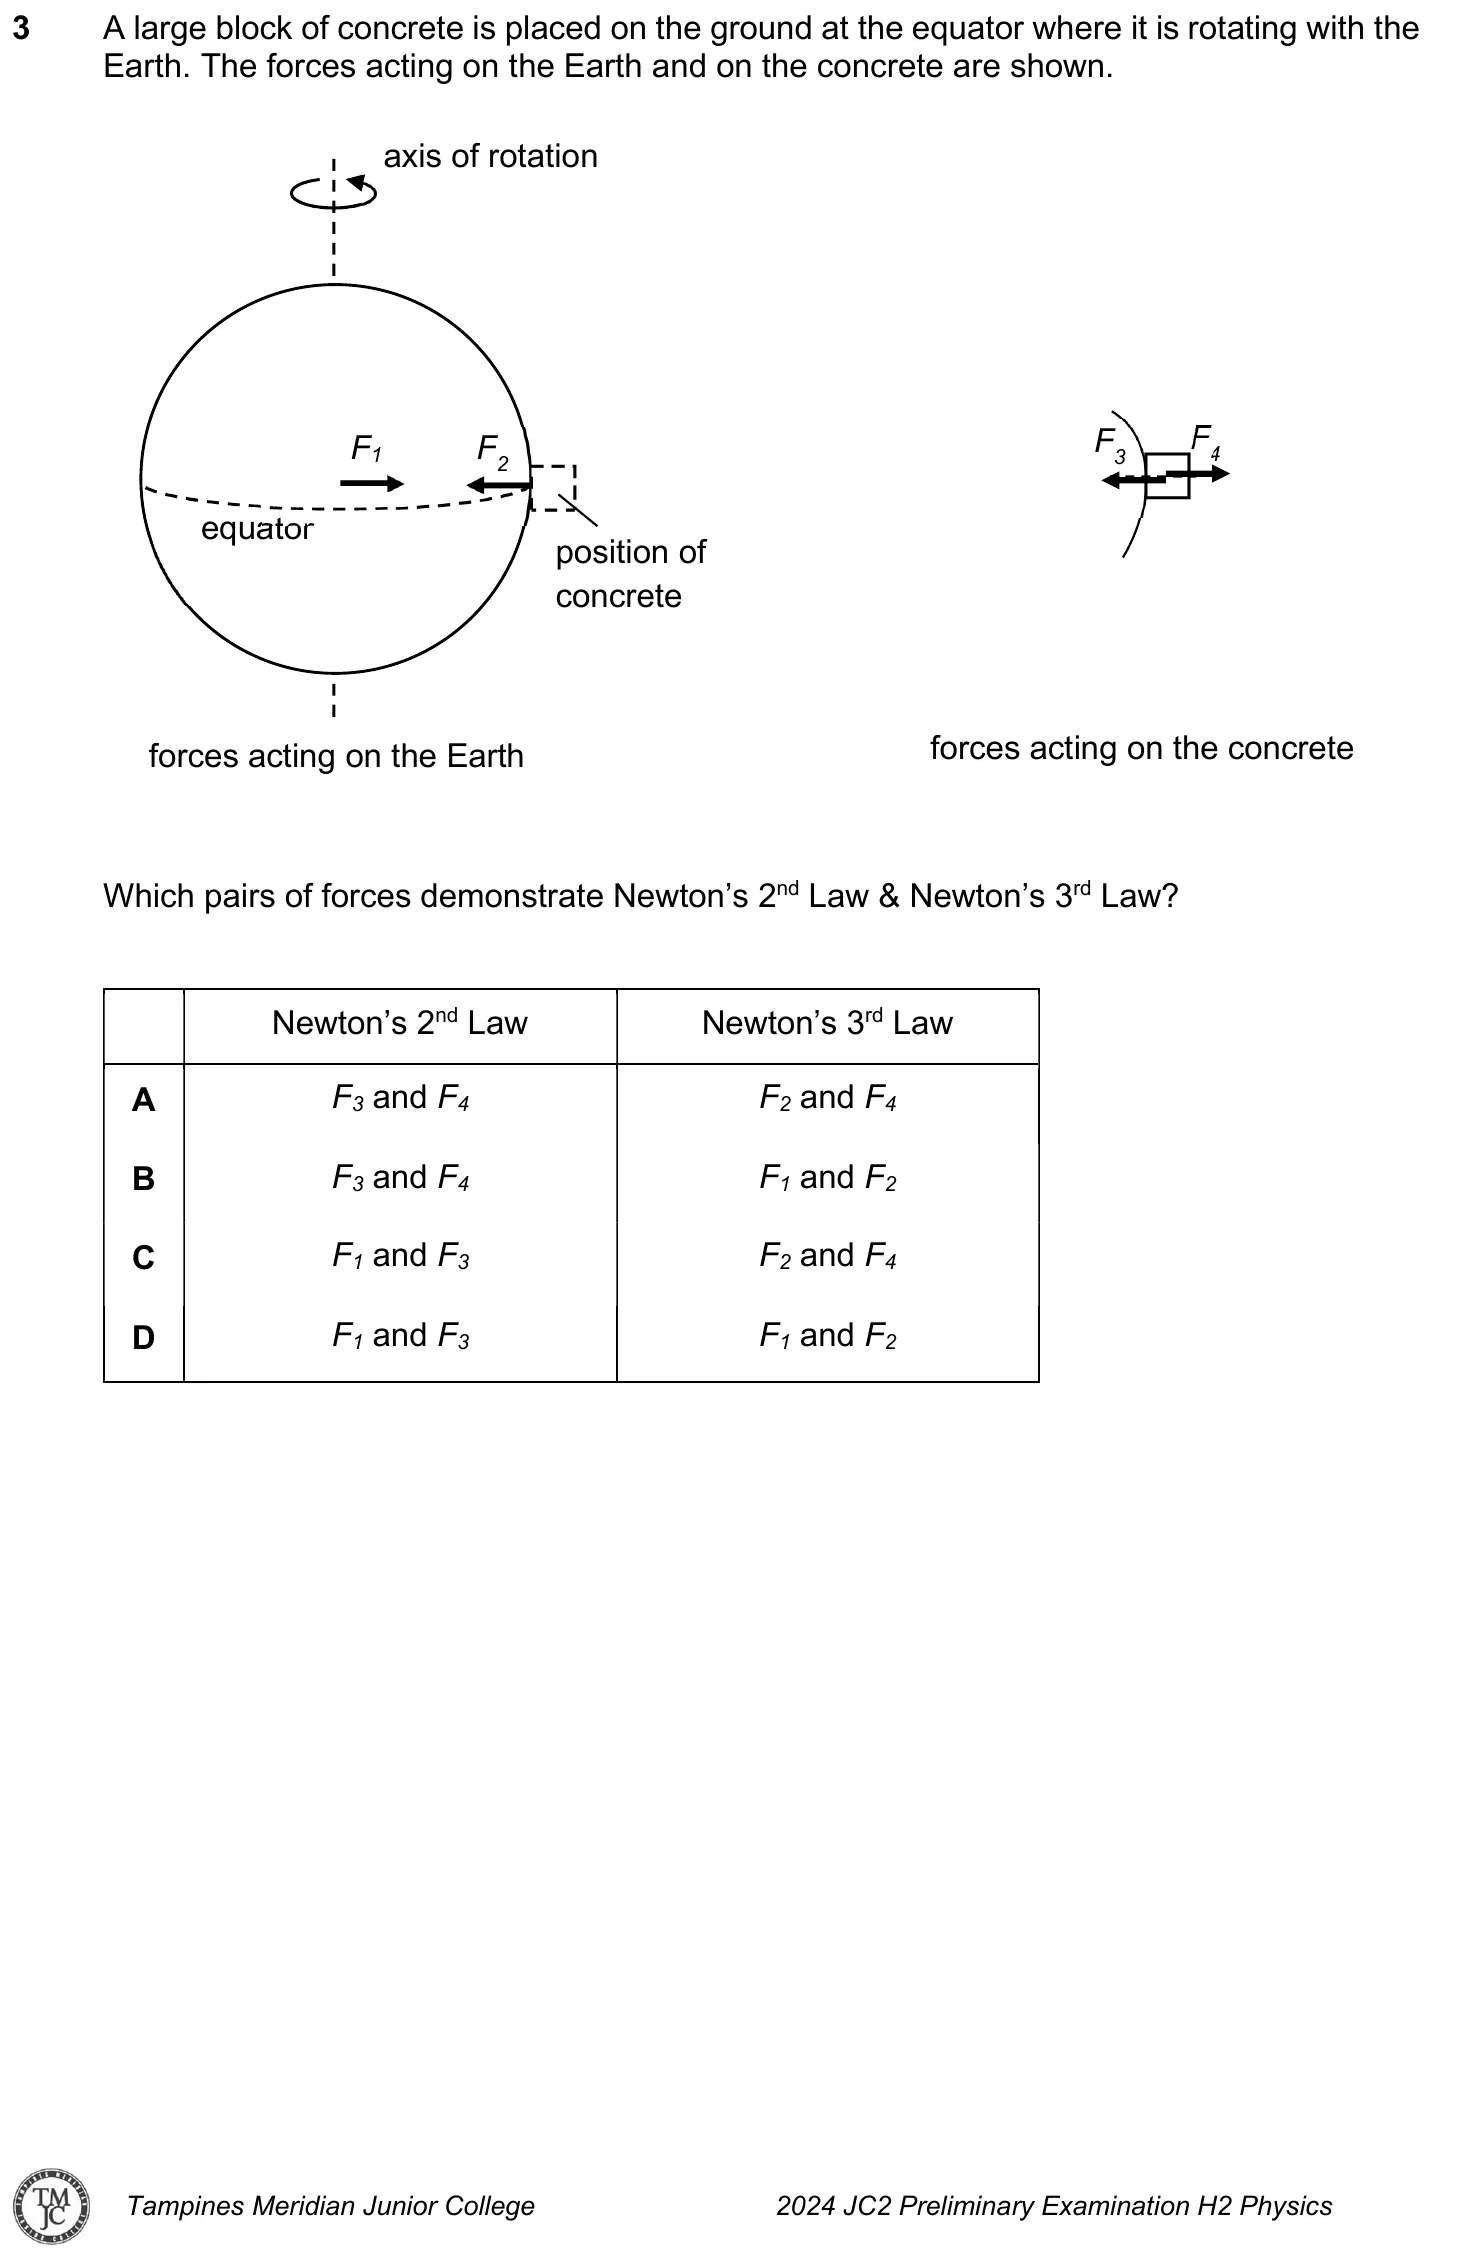 3 A large block of concrete is placed on the ground at the equator where it is rotating with the
Earth. The forces acting on the Earth and on the concrete are shown.
axis of rotation
F1
F2
equator
position of
concrete
F3
F4
forces acting on the Earth
forces acting on the concrete
Which pairs of forces demonstrate Newton’s 2nd Law & Newton’s 3rd Law?
Newton’s 2nd Law Newton’s 3rd Law
A F3 and F4 F2 and F4
B F3 and F4 F1 and F2
C F1 and F3 F2 and F4
D F1 and F3 F1 and F2
TM
JC
Tampines Meridian Junior College 2024 JC2 Preliminary Examination H2 Physics